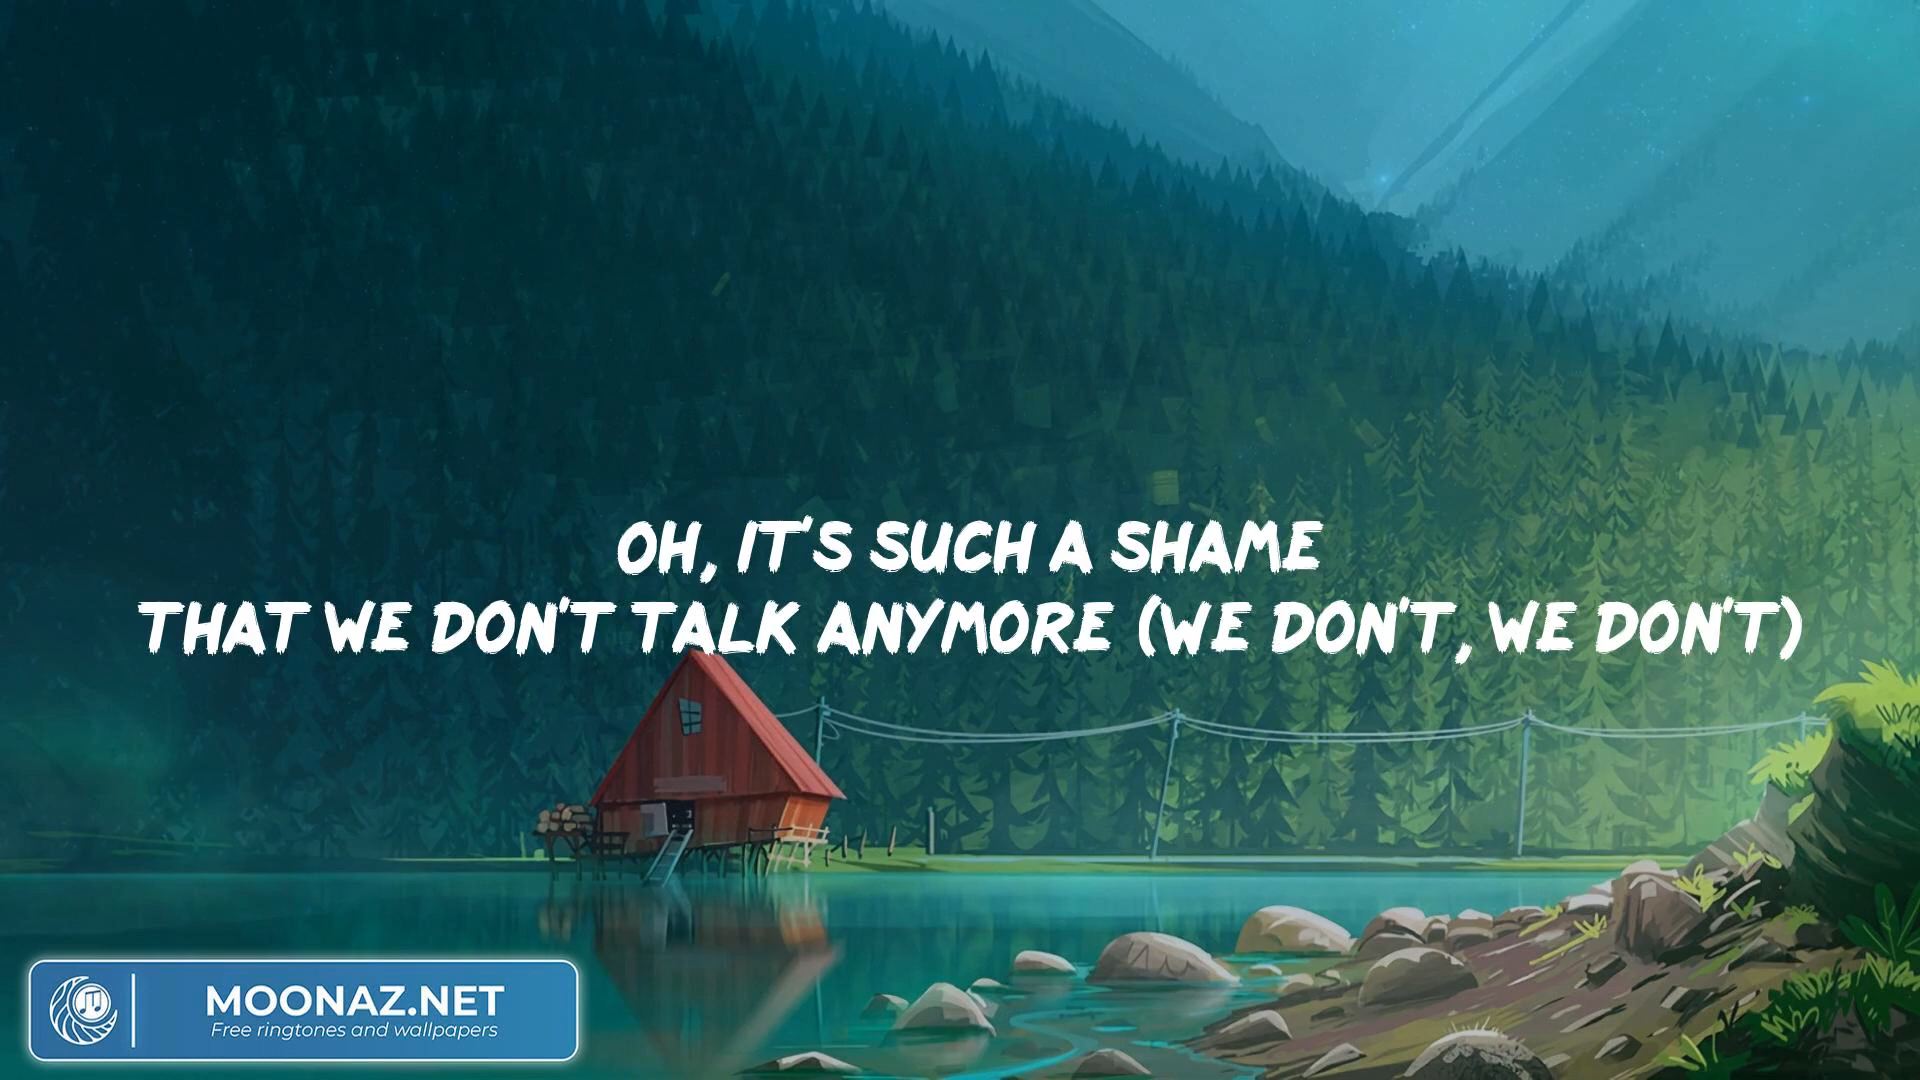 OH, IT'S SUCH A SHAME
THAT WE DON'T TALK ANYMORE (WE DON'T, WE DON'T)
MOONAZ.NET
Free ringtones and wallpapers